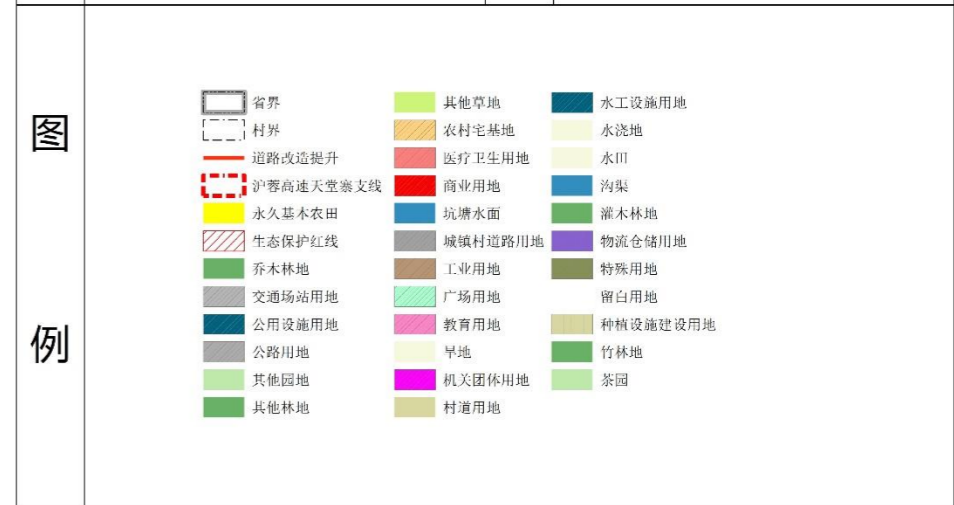 图
例
省界
村界
道路改造提升
沪蓉高速天堂寨支线
永久基本农田
生态保护红线
乔木林地
交通场站用地
公用设施用地
公路用地
其他园地
其他林地
其他草地
农村宅基地
医疗卫生用地
商业用地
坑塘水面
城镇村道路用地
工业用地
广场用地
教育用地
旱地
机关团体用地
村道用地
水工设施用地
水浇地
水田
沟渠
灌木林地
物流仓储用地
特殊用地
留白用地
种植设施建设用地
竹林地
茶园